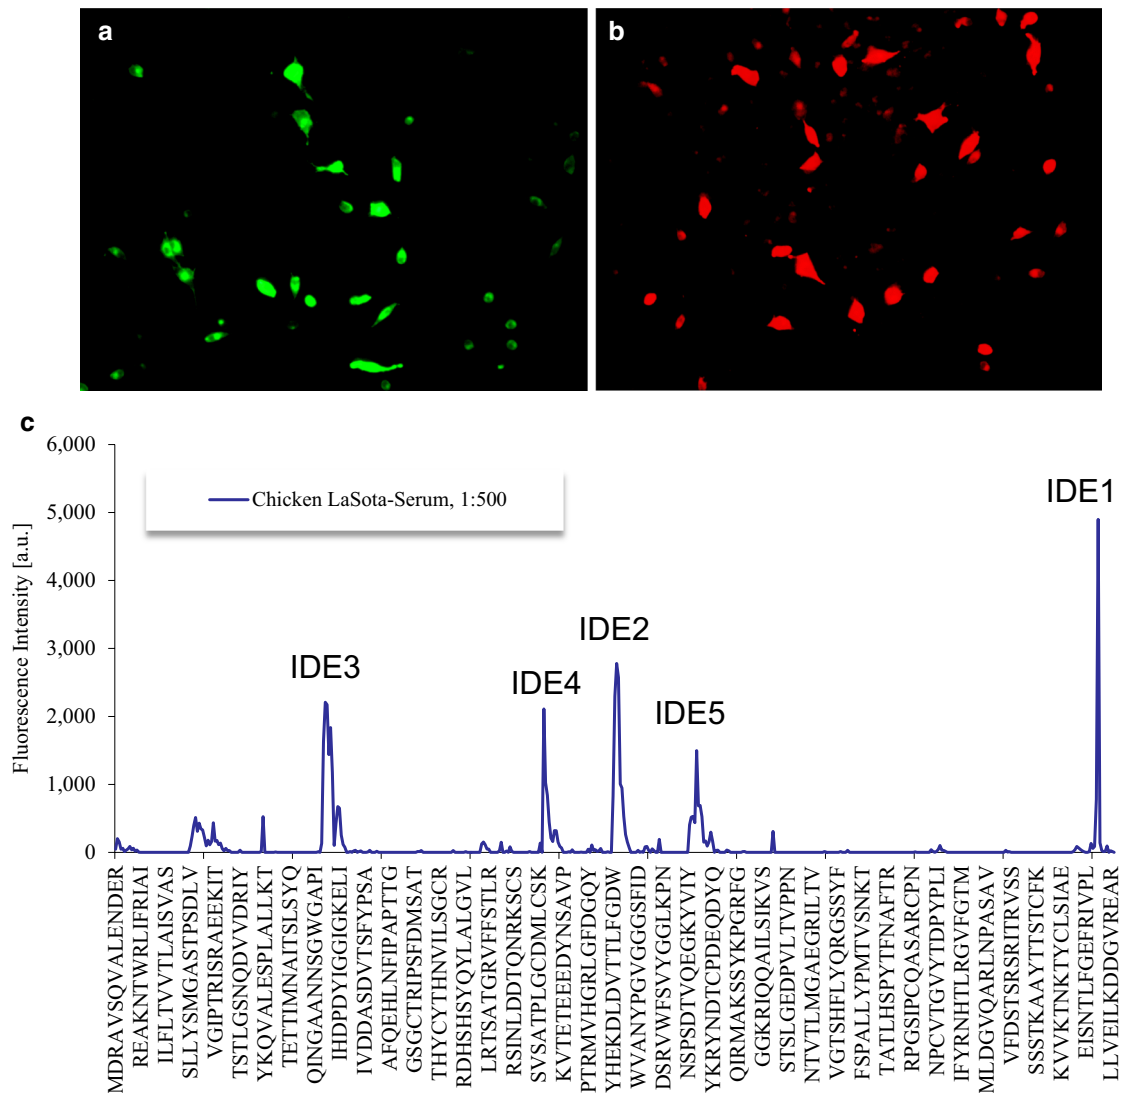 a
b
c
6,000
5,000
4,000
3,000
2,000
1,000
0
Fluorescence Intensity [a.u.]
Chicken LaSota-Serum, 1:500
IDE1
IDE2
IDE3
IDE4
IDE5
MDRAVSQVALENDER
REAKNTWRLIFRIAI
ILFLTVVTLAISVAS
SLLYSMGASTPSDLV
VGIPTRISRAEEKIT
TSTLGSNQDVVDRIY
YKQVALESPLALLKT
TETTIMNAITSLSYQ
QINGAANNSGWGAPI
IHDPDYIGGIGKELI
IVDDASDVTSFYPSA
AFQEHLNFIPAPTTG
GSGCTRIPSFDMSAT
THYCYTHNVILSGCR
RDHSHSYQYLALGVL
LRTSATGRVFFSTLR
RSINLDDTQNRKSCS
SVSATPLGCDMLCSK
KVTETEEEDYNSAVP
PTRMVHGRLGFDGQY
YHEKDLDVTTLFGDW
WVANYPGVGGGSFID
DSRVWFSVYGGLKPN
NSPSDTVQEGKYVIY
YKRYNDTCPDEQDYQ
QIRMAKSSYKPGRFG
GGKRIQQAILSIKVS
STSLGEDPVLTVPPN
NTVTLMGAEGRILTV
VGTSHFLYQRGSSYF
FSPALLYPMTVSNKT
TATLHSPYTFNAFTR
RPGSIPCQASARCPN
NPCVTGVYTDPYPLI
IFYRNHTLRGVFGTM
MLDGVQARLNPASAV
VFDSTSRSRITRVSS
SSSTKAAYTTSTCFK
KVVKTNKTYCLSIAE
EISNTLFGEFRIVPL
LLVEILKDDGVREAR